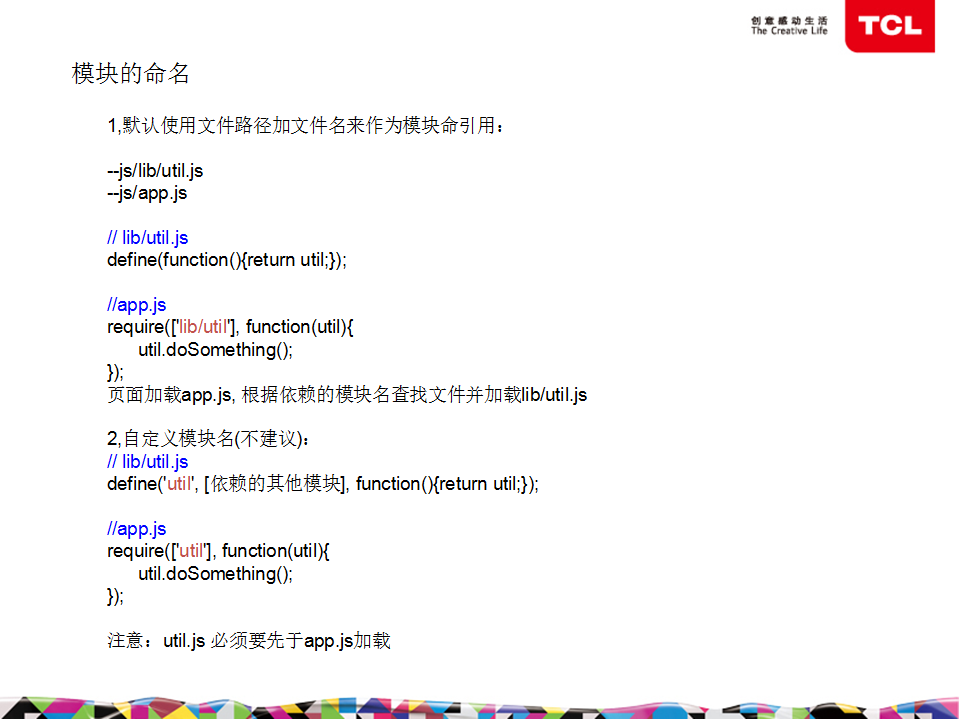 创意感动生活
The Creative Life
TCL
模块的命名
1,默认使用文件路径加文件名来作为模块命引用：
--js/lib/util.js
--js/app.js
// lib/util.js
define(function(){return util;});
//app.js
require(['lib/util'], function(util){
util.doSomething();
});
页面加载app.js, 根据依赖的模块名查找文件并加载lib/util.js
2,自定义模块名(不建议)：
// lib/util.js
define('util', [依赖的其他模块], function(){return util;});
//app.js
require(['util'], function(util){
util.doSomething();
});
注意：util.js 必须要先于app.js加载